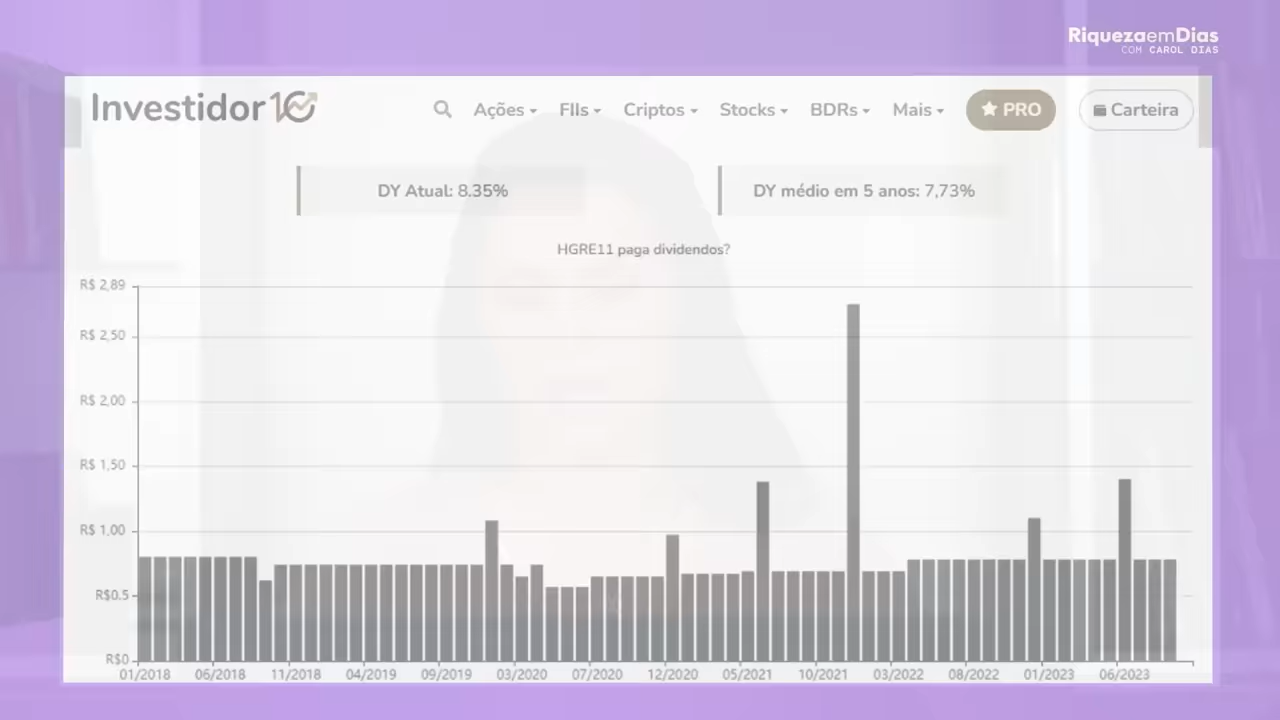 RiquezaemDias
COM CAROL DIAS
Investidor10
Ações FIIs Criptos Stocks BDRs Mais PRO Carteira
DY Atual: 8.35% DY médio em 5 anos: 7,73%
HGRE11 paga dividendos?
R$ 2,89
R$ 2,50
R$ 2,00
R$ 1,50
R$ 1,00
R$0.5
R$0
01/2018 06/2018 11/2018 04/2019 09/2019 03/2020 07/2020 12/2020 05/2021 10/2021 03/2022 08/2022 01/2023 06/2023